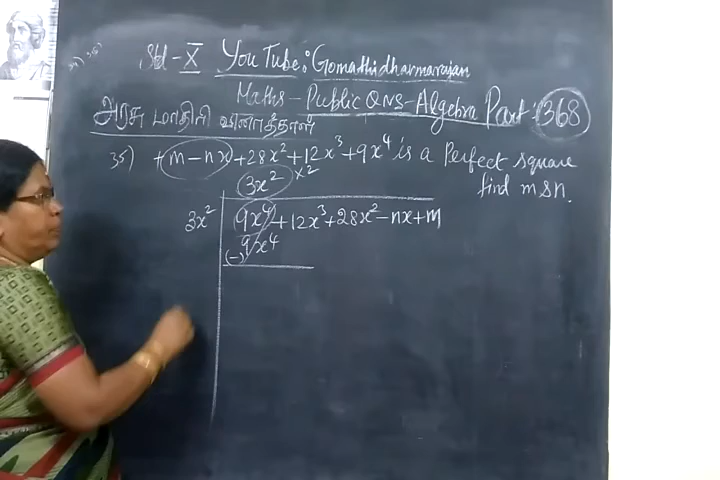 Std - X YouTube: Gomathidharmarajan
Maths - Public QNS - Algebra Part: 368
அரசு மாதிரி வினாத்தாள்
35) +m - nx + 28x² + 12x³ + 9x⁴ is a Perfect square
find m & n.
3x² ×2
3x² 9x⁴ + 12x³ + 28x² - nx + m
(-) 9x⁴